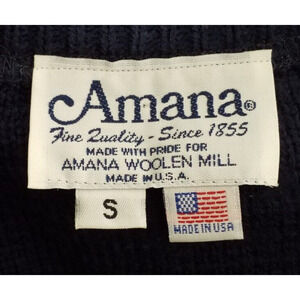 Amana®
Fine Quality - Since 1855
MADE WITH PRIDE FOR
AMANA WOOLEN MILL
MADE IN U.S.A.
S
MADE IN USA